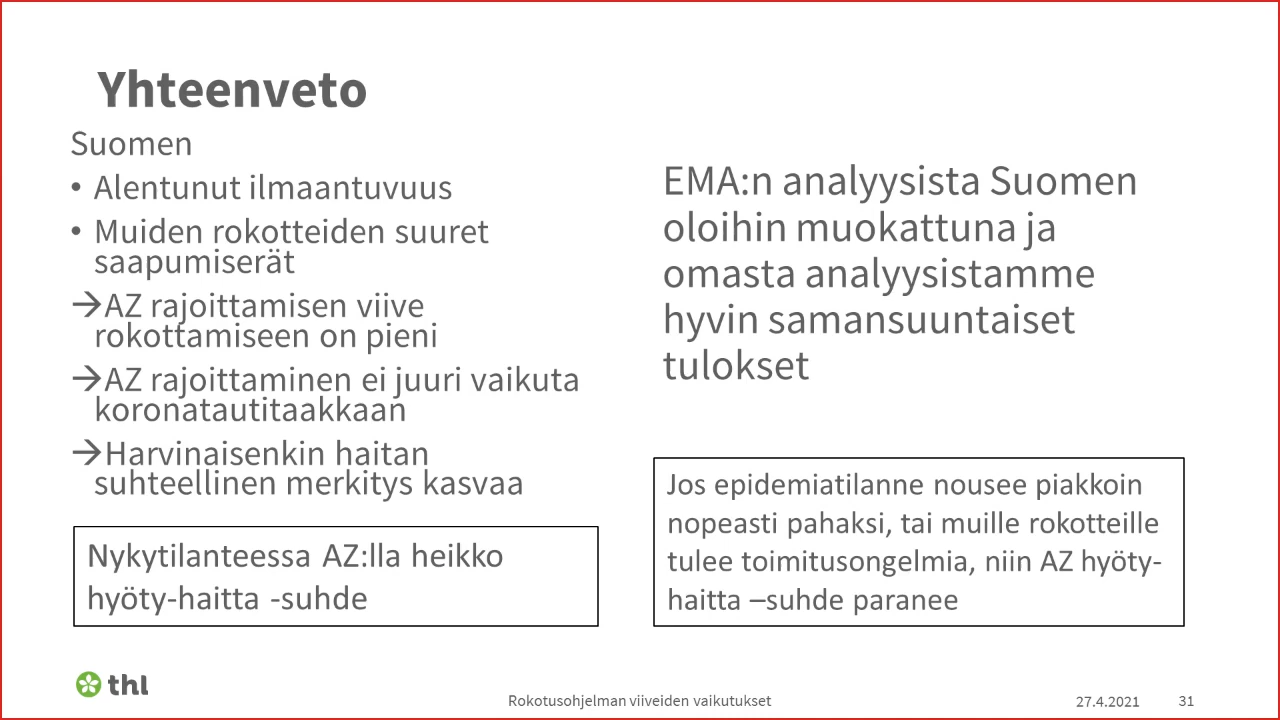 Yhteenveto
Suomen
• Alentunut ilmaantuvuus
• Muiden rokotteiden suuret
saapumiserät
→AZ rajoittamisen viive
rokottamiseen on pieni
→AZ rajoittaminen ei juuri vaikuta
koronatautitaakkaan
→Harvinaisenkin haitan
suhteellinen merkitys kasvaa
Nykytilanteessa AZ:lla heikko
hyöty-haitta -suhde
EMA:n analyysista Suomen
oloihin muokattuna ja
omasta analyysistamme
hyvin samansuuntaiset
tulokset
Jos epidemiatilanne nousee piakkoin
nopeasti pahaksi, tai muille rokotteille
tulee toimitusongelmia, niin AZ hyöty-
haitta –suhde paranee
thl
Rokotusohjelman viiveiden vaikutukset
27.4.2021
31